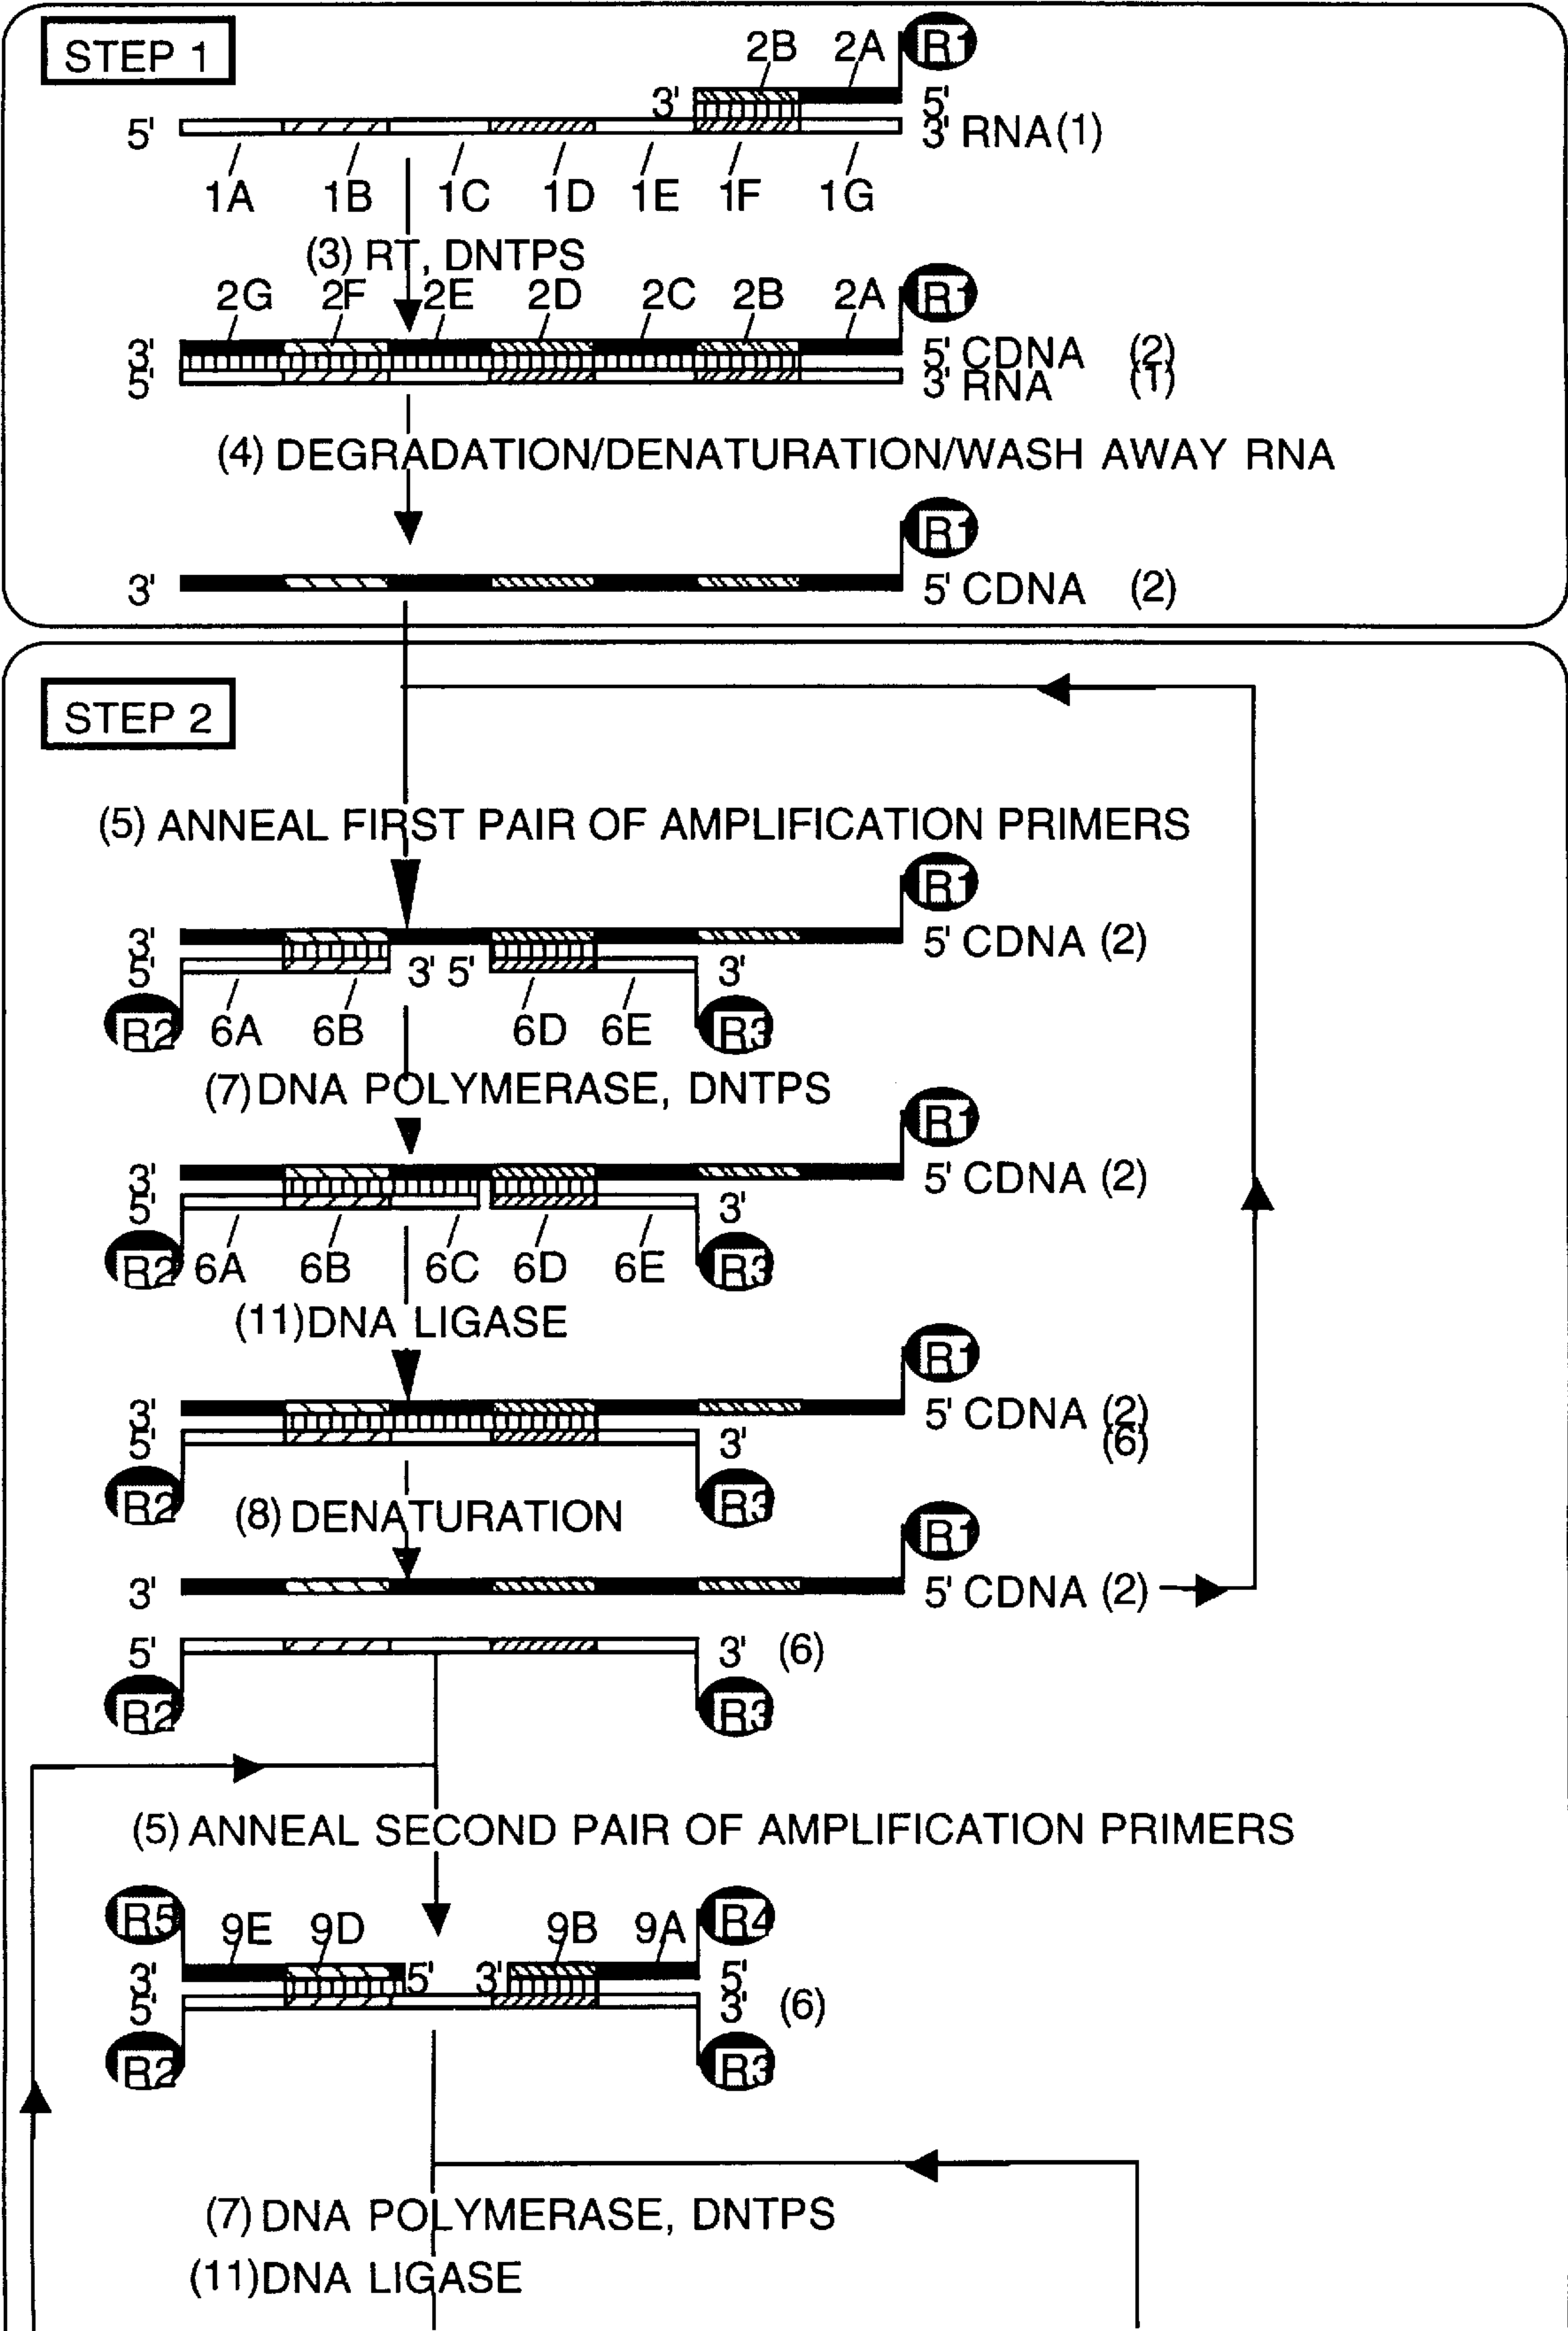 STEP 1
2B 2A R1
3' 5'
5' 3' RNA(1)
1A 1B 1C 1D 1E 1F 1G
(3) RT, DNTPS
2G 2F 2E 2D 2C 2B 2A R1
3' 5' CDNA (2)
5' 3' RNA (1)
(4) DEGRADATION/DENATURATION/WASH AWAY RNA
R1
3' 5' CDNA (2)
STEP 2
(5) ANNEAL FIRST PAIR OF AMPLIFICATION PRIMERS
R1
3' 5' CDNA (2)
5' 3' 5' 3'
R2 6A 6B 6D 6E R3
(7) DNA POLYMERASE, DNTPS
R1
3' 5' CDNA (2)
5' 3'
R2 6A 6B 6C 6D 6E R3
(11) DNA LIGASE
R1
3' 5' CDNA (2)
5' 3' (6)
R2 R3
(8) DENATURATION
R1
3' 5' CDNA (2)
5' 3' (6)
R2 R3
(5) ANNEAL SECOND PAIR OF AMPLIFICATION PRIMERS
R5 9E 9D 9B 9A R4
3' 5' 3' 5'
5' 3' (6)
R2 R3
(7) DNA POLYMERASE, DNTPS
(11) DNA LIGASE